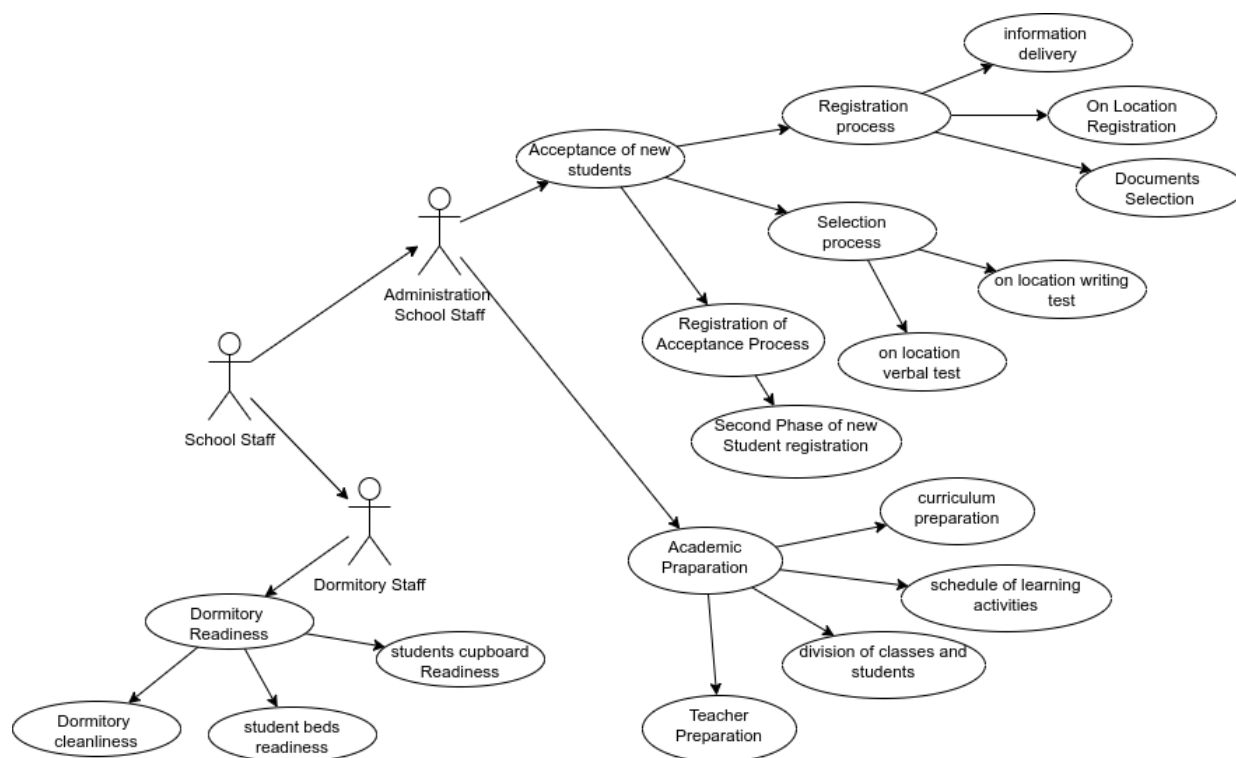 information
delivery
Registration
process
On Location
Registration
Documents
Selection
Acceptance of new
students
Selection
process
on location writing
test
on location
verbal test
Registration of
Acceptance Process
Second Phase of new
Student registration
Administration
School Staff
School Staff
Dormitory Staff
Dormitory
Readiness
students cupboard
Readiness
Dormitory
cleanliness
student beds
readiness
Academic
Praparation
curriculum
preparation
schedule of learning
activities
division of classes and
students
Teacher
Preparation